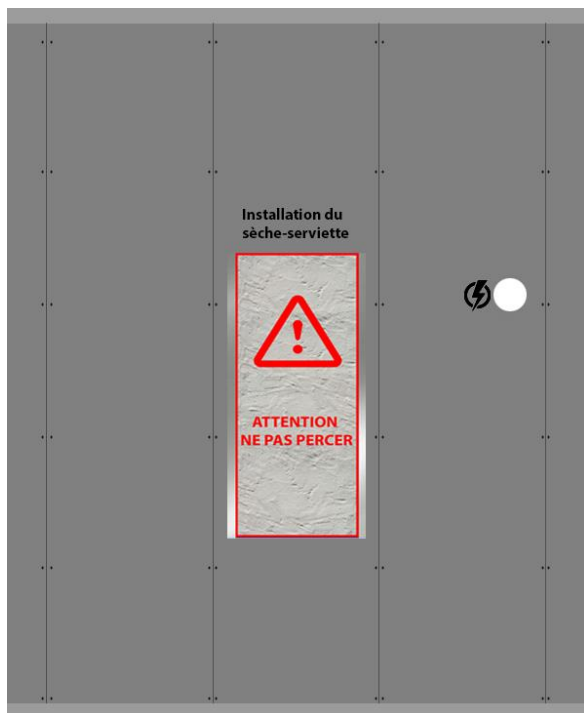 Installation du
sèche-serviette
!
ATTENTION
NE PAS PERCER